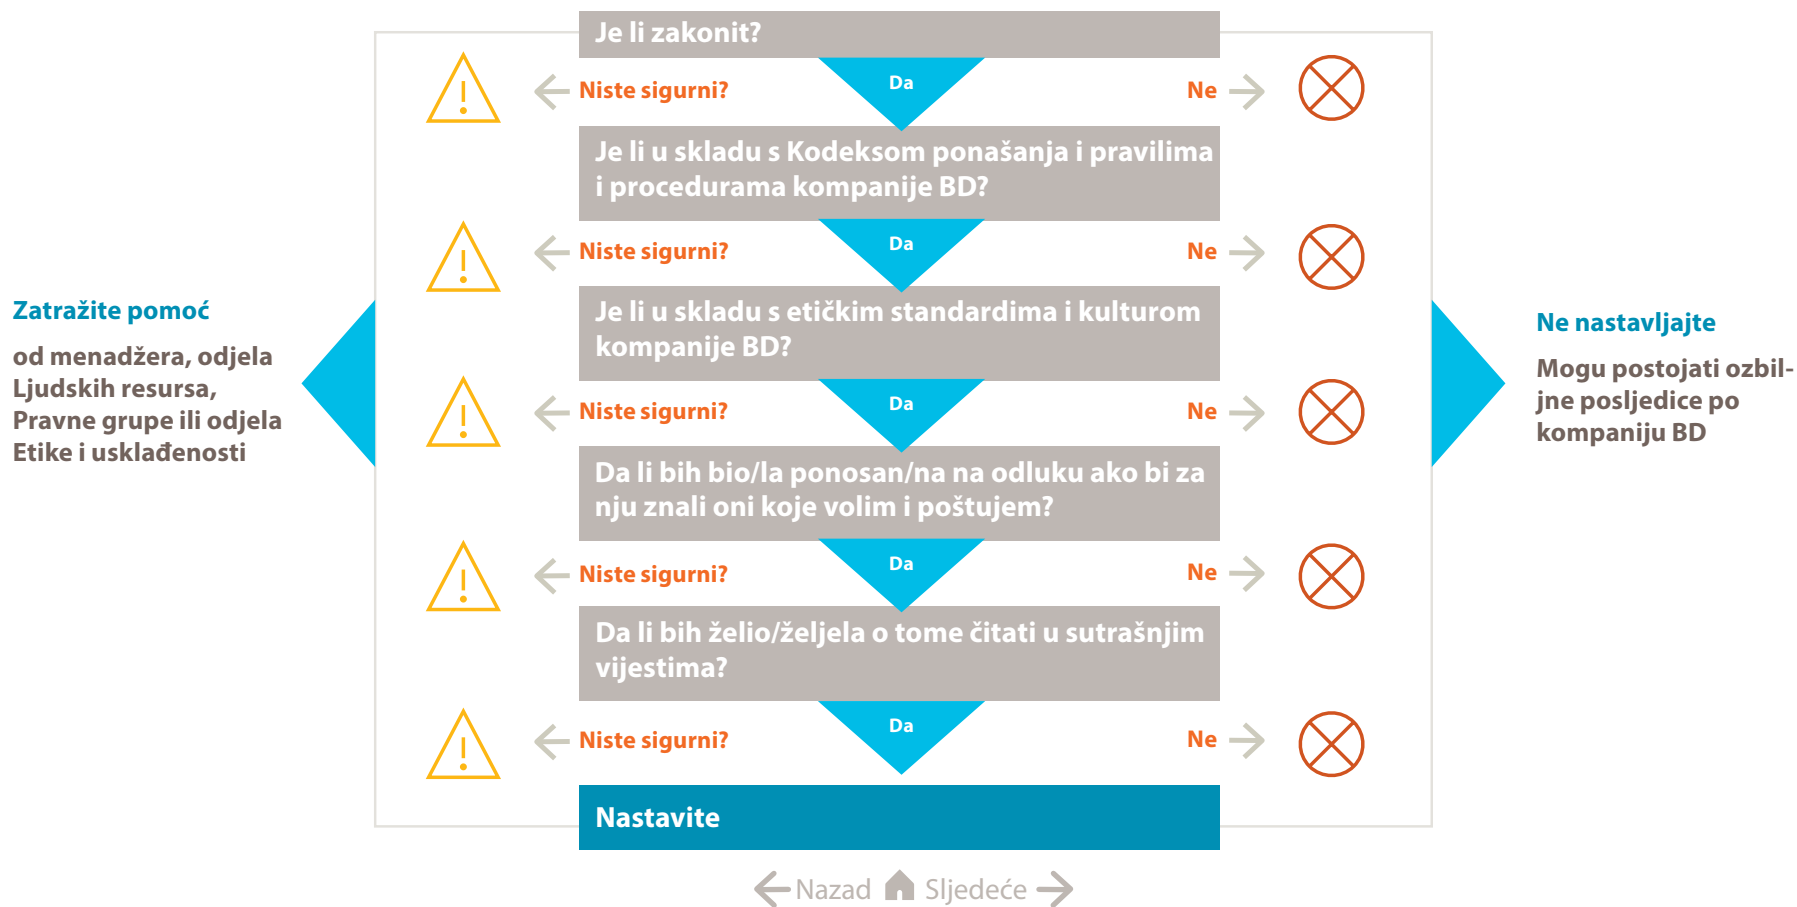 Je li zakonit?
Niste sigurni?
Da
Ne
Je li u skladu s Kodeksom ponašanja i pravilima
i procedurama kompanije BD?
Niste sigurni?
Da
Ne
Je li u skladu s etičkim standardima i kulturom
kompanije BD?
Niste sigurni?
Da
Ne
Da li bih bio/la ponosan/na na odluku ako bi za
nju znali oni koje volim i poštujem?
Niste sigurni?
Da
Ne
Da li bih želio/željela o tome čitati u sutrašnjim
vijestima?
Niste sigurni?
Da
Ne
Nastavite
Zatražite pomoć
od menadžera, odjela
Ljudskih resursa,
Pravne grupe ili odjela
Etike i usklađenosti
Ne nastavljajte
Mogu postojati ozbil-
jne posljedice po
kompaniju BD
Nazad
Sljedeće